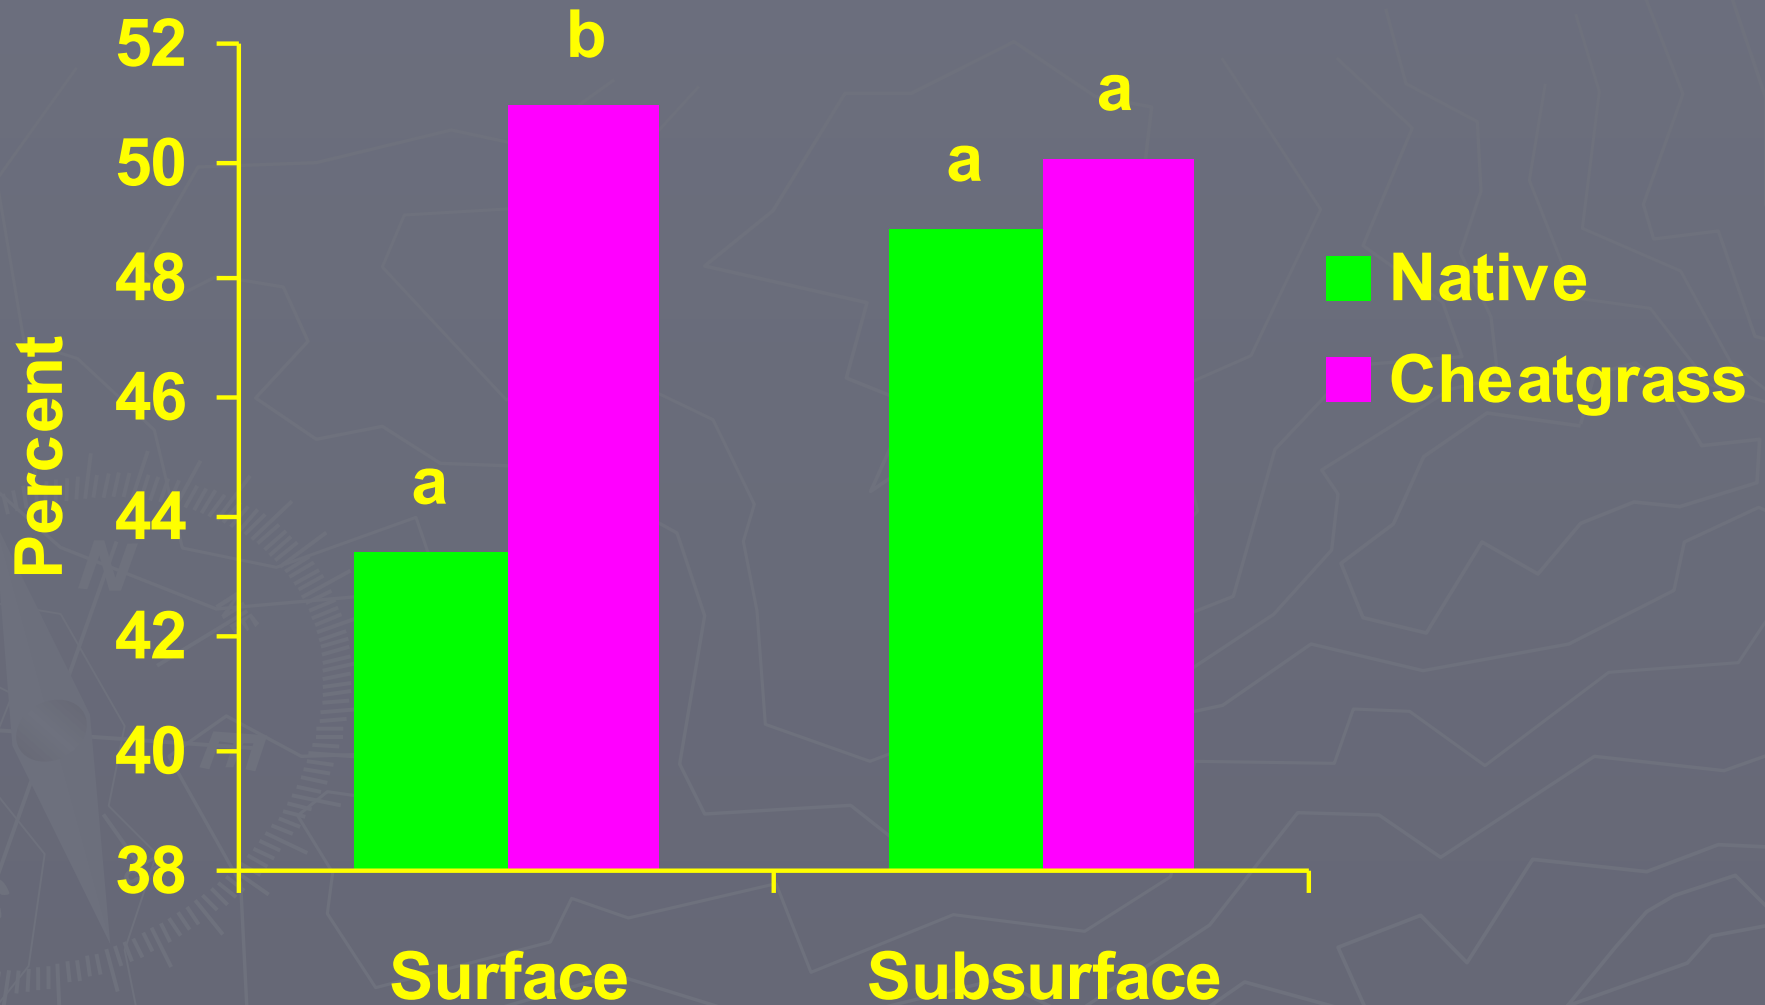 52
50
48
46
44
42
40
38
Percent
b
a
a
a
Native
Cheatgrass
Surface
Subsurface